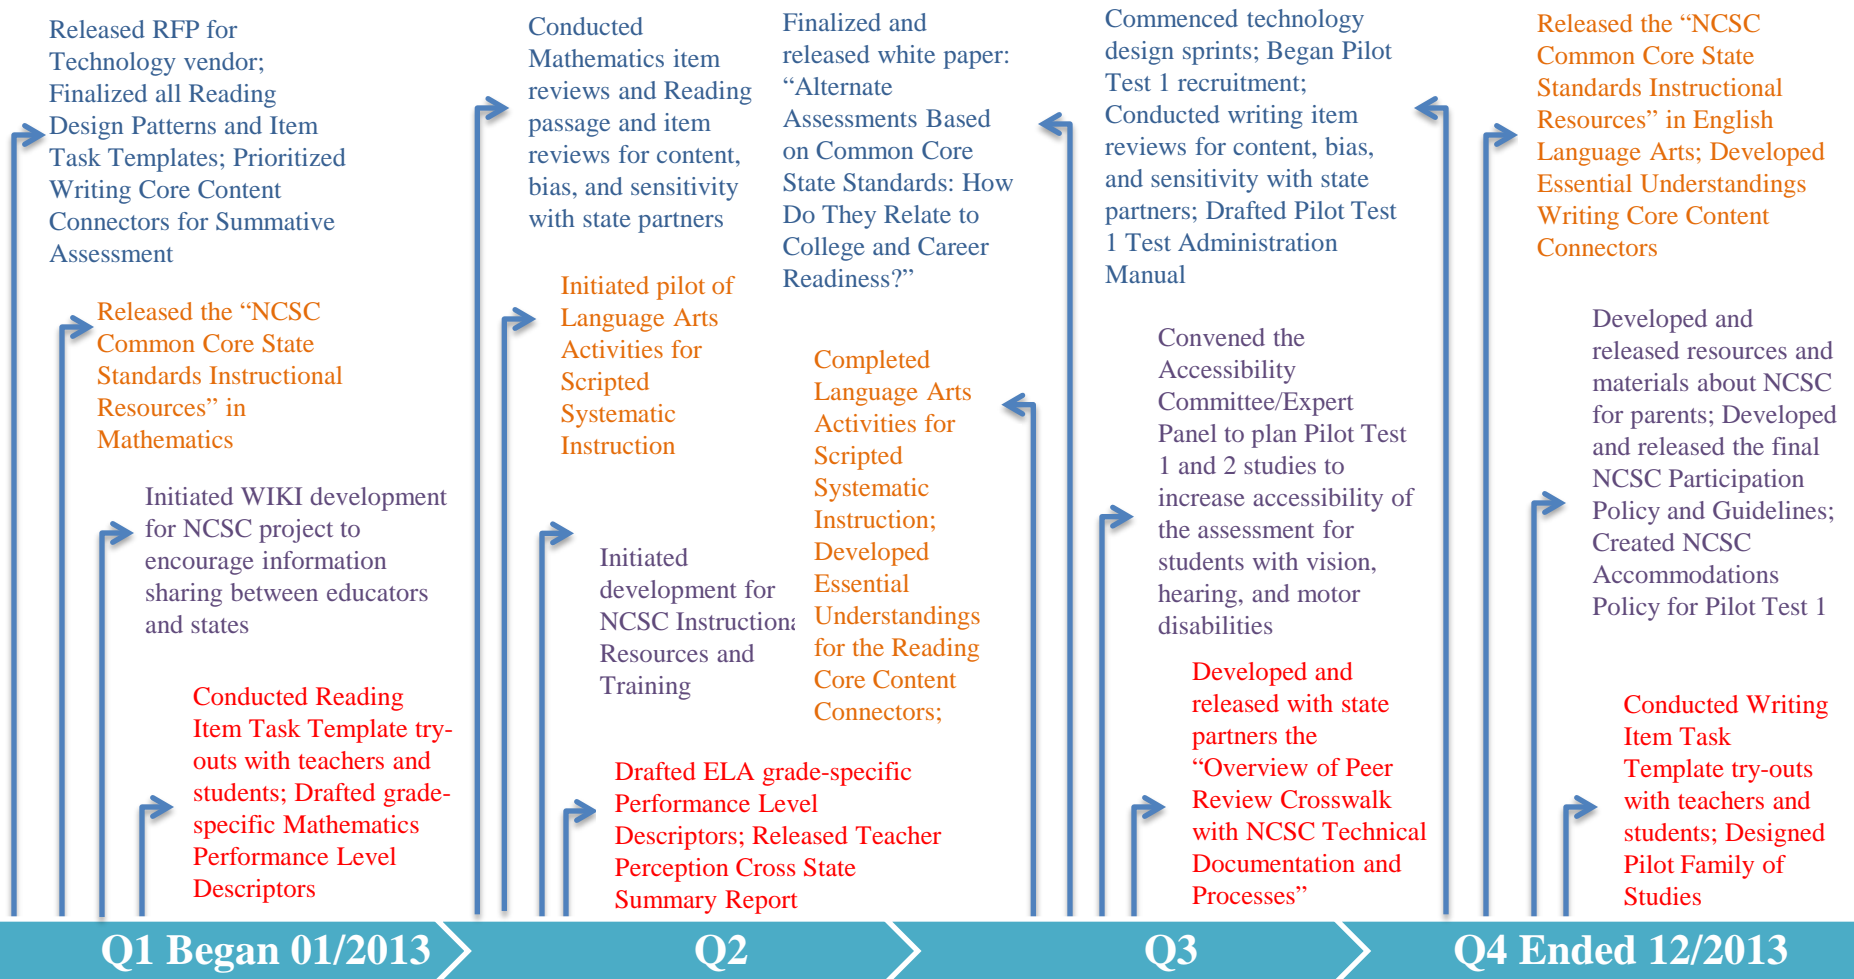 Released RFP for
Technology vendor;
Finalized all Reading
Design Patterns and Item
Task Templates; Prioritized
Writing Core Content
Connectors for Summative
Assessment
Released the “NCSC
Common Core State
Standards Instructional
Resources” in
Mathematics
Initiated WIKI development
for NCSC project to
encourage information
sharing between educators
and states
Conducted Reading
Item Task Template try-
outs with teachers and
students; Drafted grade-
specific Mathematics
Performance Level
Descriptors
Conducted
Mathematics item
reviews and Reading
passage and item
reviews for content,
bias, and sensitivity
with state partners
Initiated pilot of
Language Arts
Activities for
Scripted
Systematic
Instruction
Initiated
development for
NCSC Instructiona
Resources and
Training
Drafted ELA grade-specific
Performance Level
Descriptors; Released Teacher
Perception Cross State
Summary Report
Finalized and
released white paper:
“Alternate
Assessments Based
on Common Core
State Standards: How
Do They Relate to
College and Career
Readiness?”
Completed
Language Arts
Activities for
Scripted
Systematic
Instruction;
Developed
Essential
Understandings
for the Reading
Core Content
Connectors;
Commenced technology
design sprints; Began Pilot
Test 1 recruitment;
Conducted writing item
reviews for content, bias,
and sensitivity with state
partners; Drafted Pilot Test
1 Test Administration
Manual
Convened the
Accessibility
Committee/Expert
Panel to plan Pilot Test
1 and 2 studies to
increase accessibility of
the assessment for
students with vision,
hearing, and motor
disabilities
Developed and
released with state
partners the
“Overview of Peer
Review Crosswalk
with NCSC Technical
Documentation and
Processes”
Released the “NCSC
Common Core State
Standards Instructional
Resources” in English
Language Arts; Developed
Essential Understandings
Writing Core Content
Connectors
Developed and
released resources and
materials about NCSC
for parents; Developed
and released the final
NCSC Participation
Policy and Guidelines;
Created NCSC
Accommodations
Policy for Pilot Test 1
Conducted Writing
Item Task
Template try-outs
with teachers and
students; Designed
Pilot Family of
Studies
Q1 Began 01/2013
Q2
Q3
Q4 Ended 12/2013